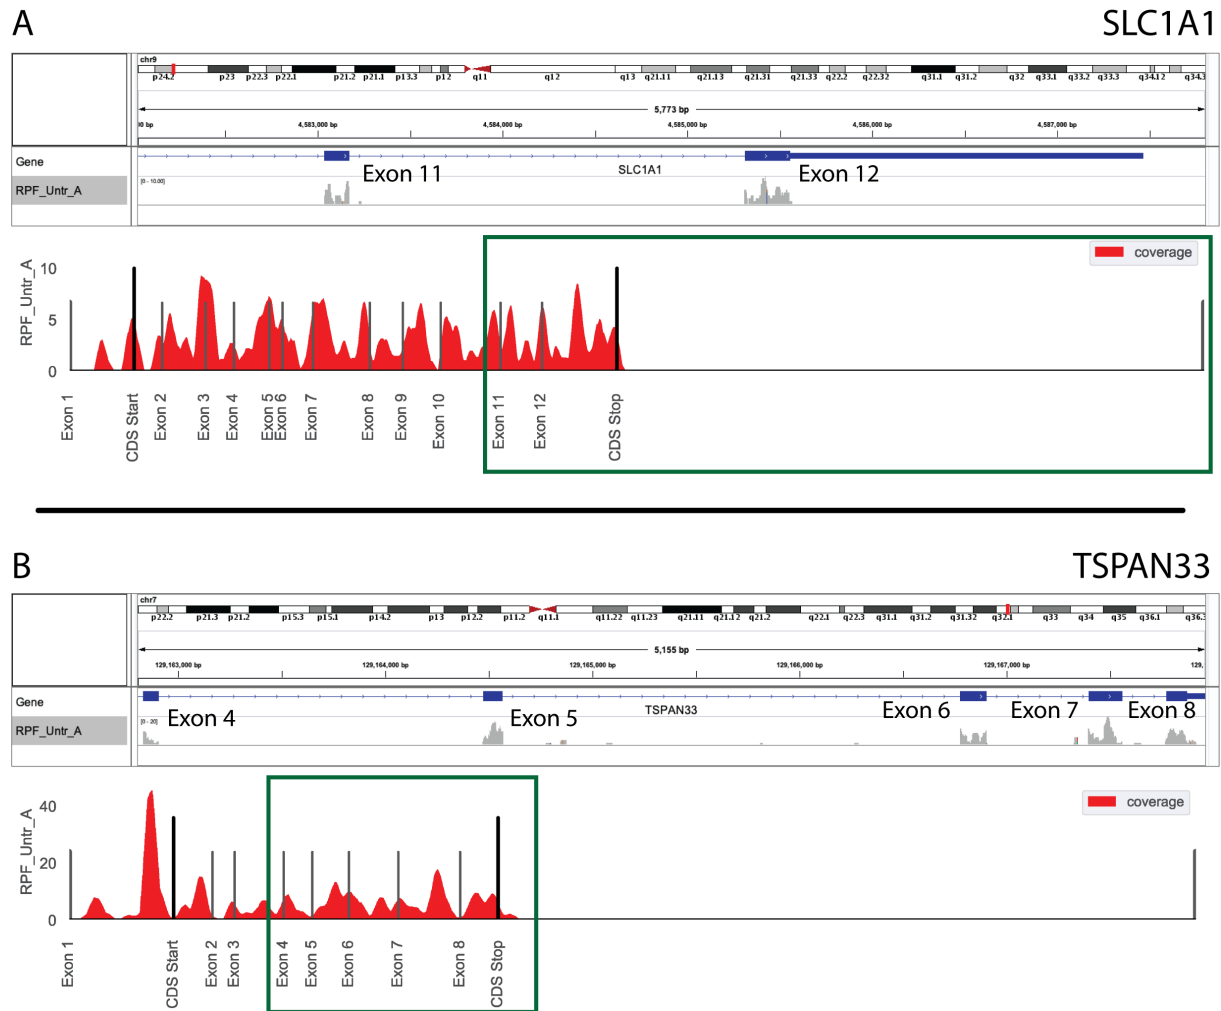 A
SLC1A1
chr9
p24.2 p23 p22.3 p22.1 p21.2 p21.1 p13.3 p12 q11 q12 q13 q21.11 q21.13 q21.31 q21.33 q22.2 q22.32 q31.1 q31.2 q32 q33.1 q33.2 q33.3 q34.12 q34.3
5,773 bp
00 bp 4,583,000 bp 4,584,000 bp 4,585,000 bp 4,586,000 bp 4,587,000 bp
Gene
Exon 11 SLC1A1 Exon 12
RPF_Untr_A
[0 - 10.00]
coverage
RPF_Untr_A
10
5
0
Exon 1 CDS Start Exon 2 Exon 3 Exon 4 Exon 5 Exon 6 Exon 7 Exon 8 Exon 9 Exon 10 Exon 11 Exon 12 CDS Stop
B
TSPAN33
chr7
p22.2 p21.3 p21.2 p15.3 p15.1 p14.2 p13 p12.2 p11.2 q11.1 q11.22 q11.23 q21.11 q21.12 q21.2 q22.1 q22.3 q31.1 q31.2 q31.32 q32.1 q33 q34 q35 q36.1 q36.3
5,155 bp
129,163,000 bp 129,164,000 bp 129,165,000 bp 129,166,000 bp 129,167,000 bp 129,
Gene
Exon 4 Exon 5 TSPAN33 Exon 6 Exon 7 Exon 8
RPF_Untr_A
[0 - 20]
coverage
RPF_Untr_A
40
20
0
Exon 1 CDS Start Exon 2 Exon 3 Exon 4 Exon 5 Exon 6 Exon 7 Exon 8 CDS Stop